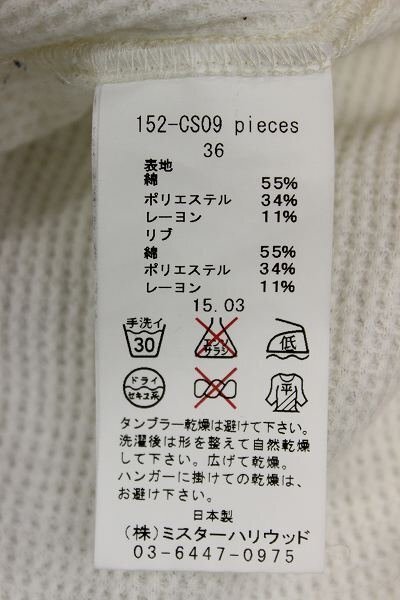 152-CS09 pieces
36
表地
綿 55%
ポリエステル 34%
レーヨン 11%
リブ
綿 55%
ポリエステル 34%
レーヨン 11%
15.03
手洗イ
30
エンソ
サラシ
低
ドライ
セキユ系
平
タンブラー乾燥は避けて下さい。
洗濯後は形を整えて自然乾燥
して下さい。広げて乾燥。
ハンガーに掛けての乾燥は、
お避け下さい。
日本製
(株)ミスターハリウッド
03-6447-0975